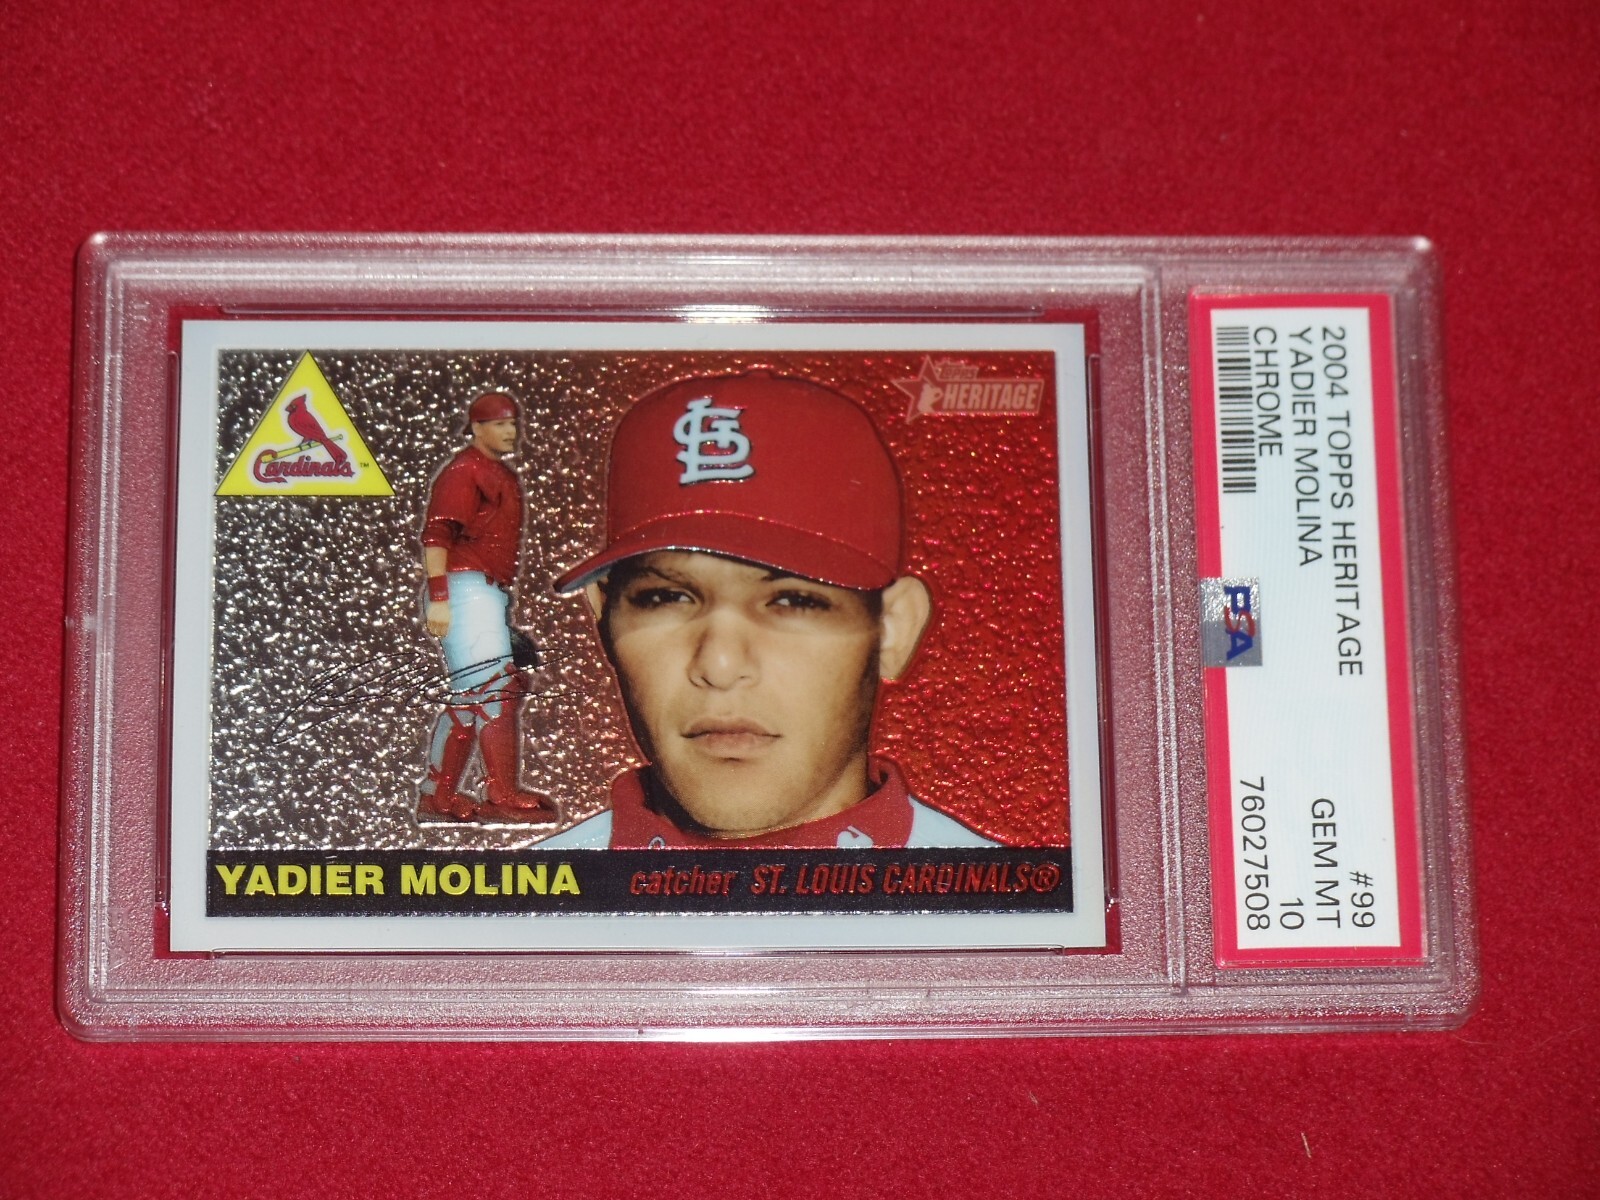 2004 TOPPS HERITAGE #99
YADIER MOLINA GEM MT
CHROME 10
PSA 76027508
Cardinals™
Topps
HERITAGE
STL
YADIER MOLINA catcher ST. LOUIS CARDINALS®